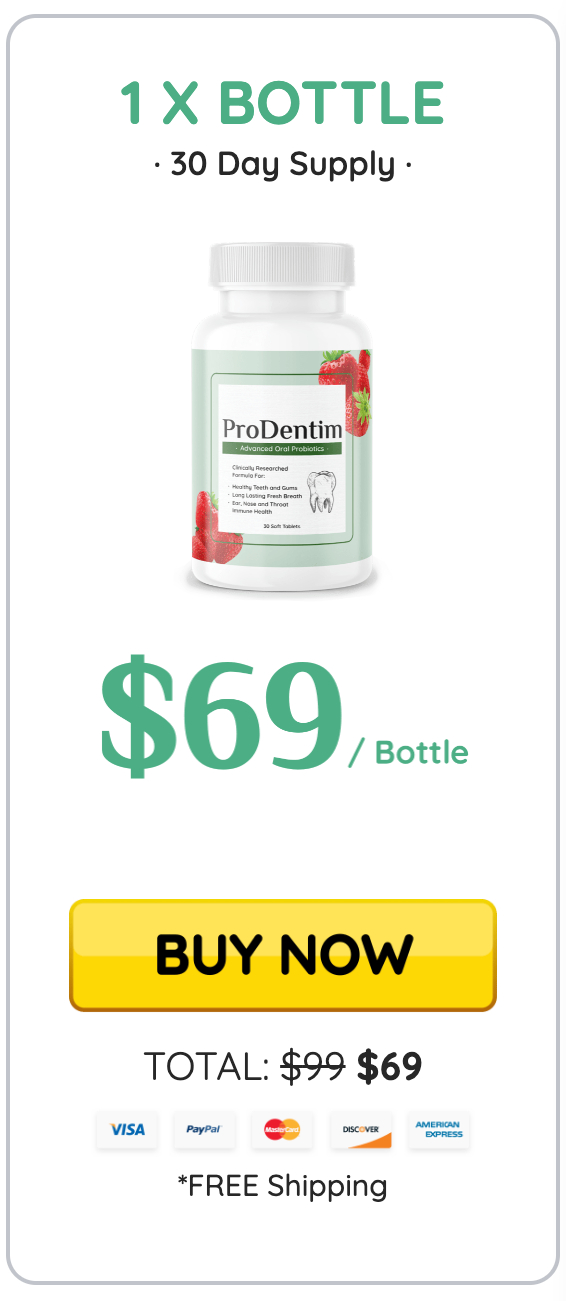 1 X BOTTLE
· 30 Day Supply ·
ProDentim
· Advanced Oral Probiotics ·
Clinically Researched
Formula For:
· Healthy Teeth and Gums
· Long Lasting Fresh Breath
· Ear, Nose and Throat
Immune Health
30 Soft Tablets
$69 / Bottle
BUY NOW
TOTAL: $99 $69
VISA PayPal MasterCard DISCOVER AMERICAN EXPRESS
*FREE Shipping